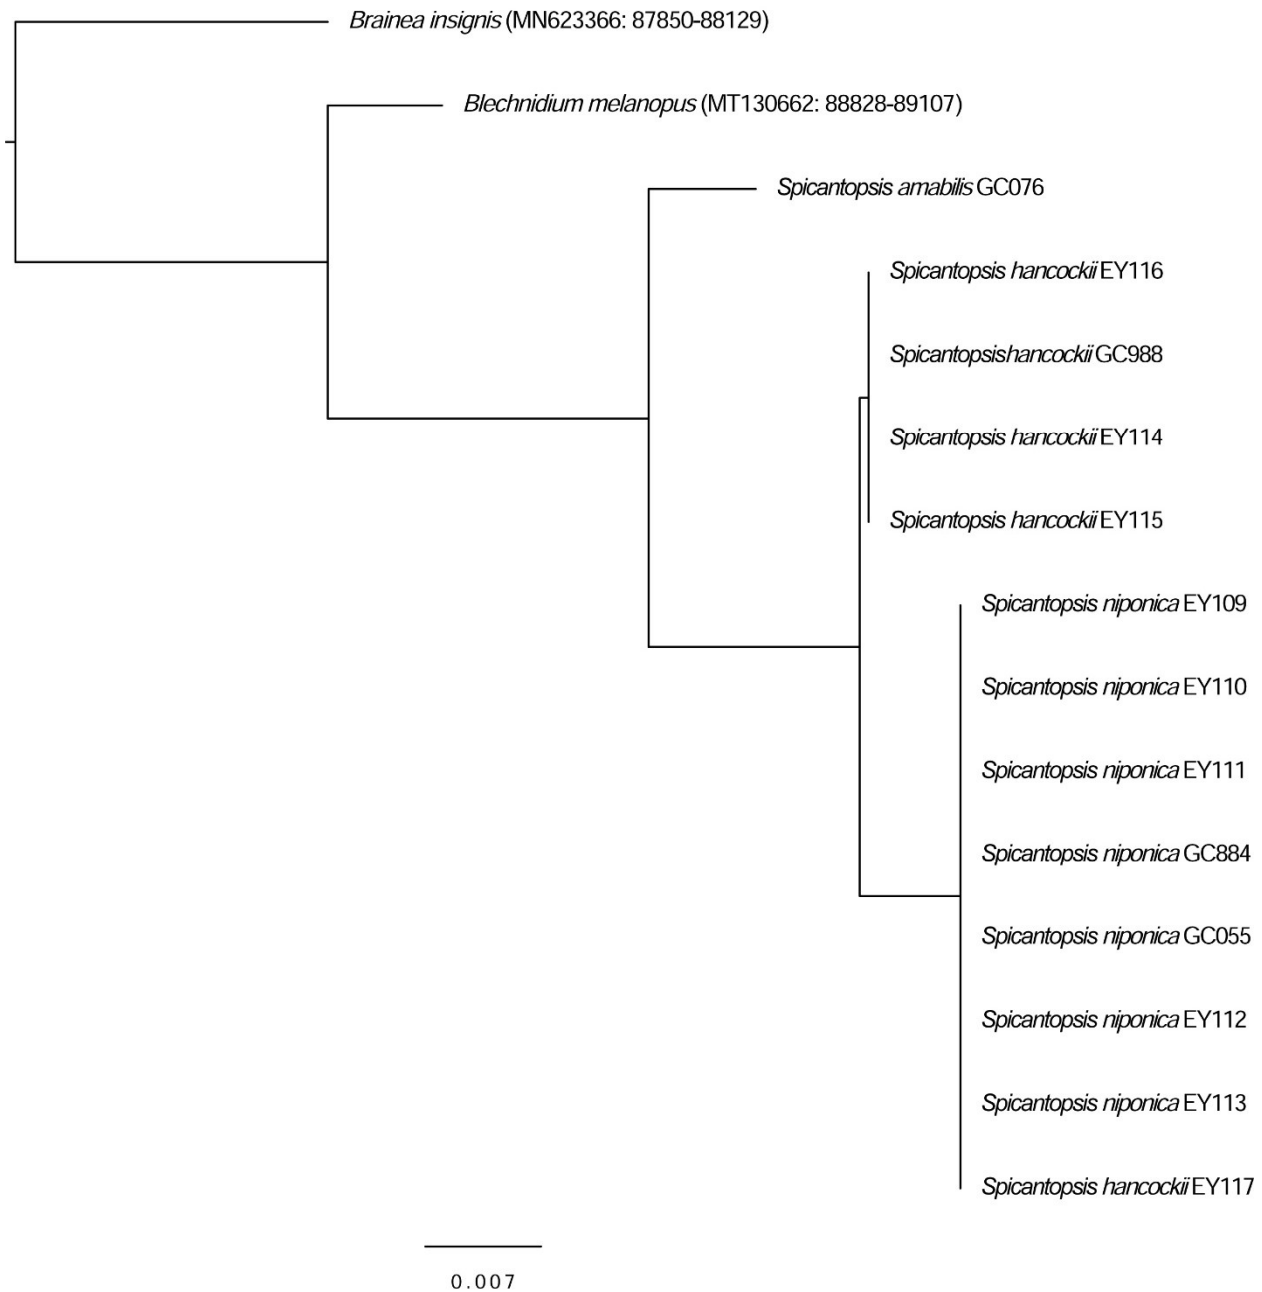 Brainea insignis (MN623366: 87850-88129)
Blechnidium melanopus (MT130662: 88828-89107)
Spicantopsis amabilis GC076
Spicantopsis hancockii EY116
Spicantopsishancockii GC988
Spicantopsis hancockii EY114
Spicantopsis hancockii EY115
Spicantopsis niponica EY109
Spicantopsis niponica EY110
Spicantopsis niponica EY111
Spicantopsis niponica GC884
Spicantopsis niponica GC055
Spicantopsis niponica EY112
Spicantopsis niponica EY113
Spicantopsis hancockii EY117
0.007